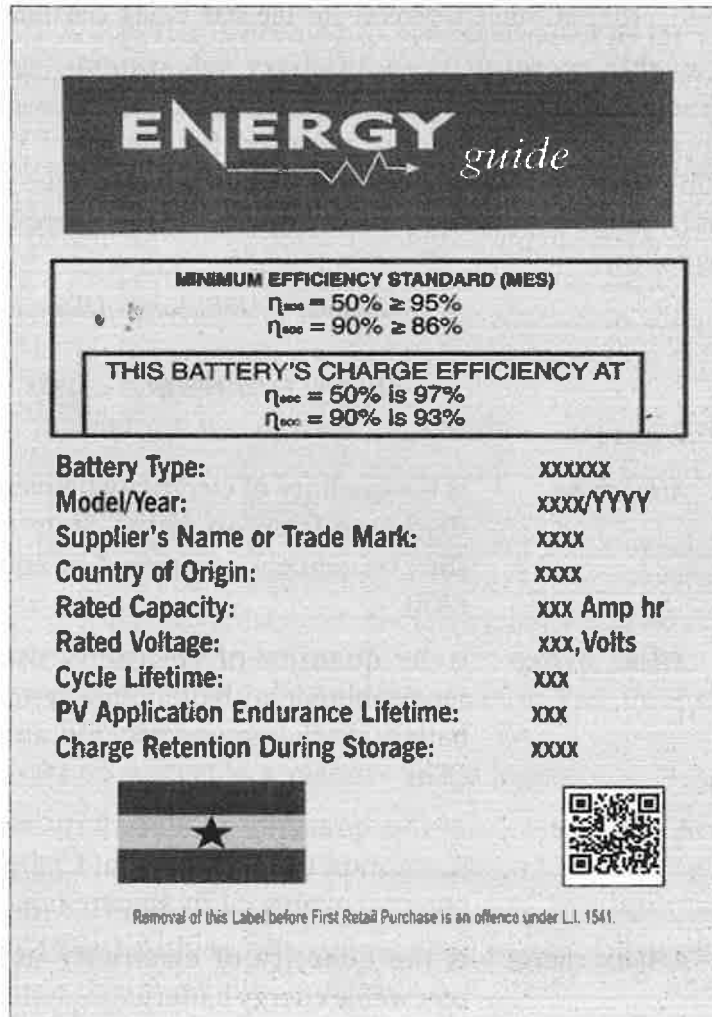 ENERGY guide
MINIMUM EFFICIENCY STANDARD (MES)
ηsoc = 50% ≥ 95%
ηsoc = 90% ≥ 86%
THIS BATTERY'S CHARGE EFFICIENCY AT
ηsoc = 50% is 97%
ηsoc = 90% is 93%
Battery Type: xxxxxx
Model/Year: xxxx/YYYY
Supplier's Name or Trade Mark: xxxx
Country of Origin: xxxx
Rated Capacity: xxx Amp hr
Rated Voltage: xxx,Volts
Cycle Lifetime: xxx
PV Application Endurance Lifetime: xxx
Charge Retention During Storage: xxxx
Removal of this Label before First Retail Purchase is an offence under L.I. 1541.